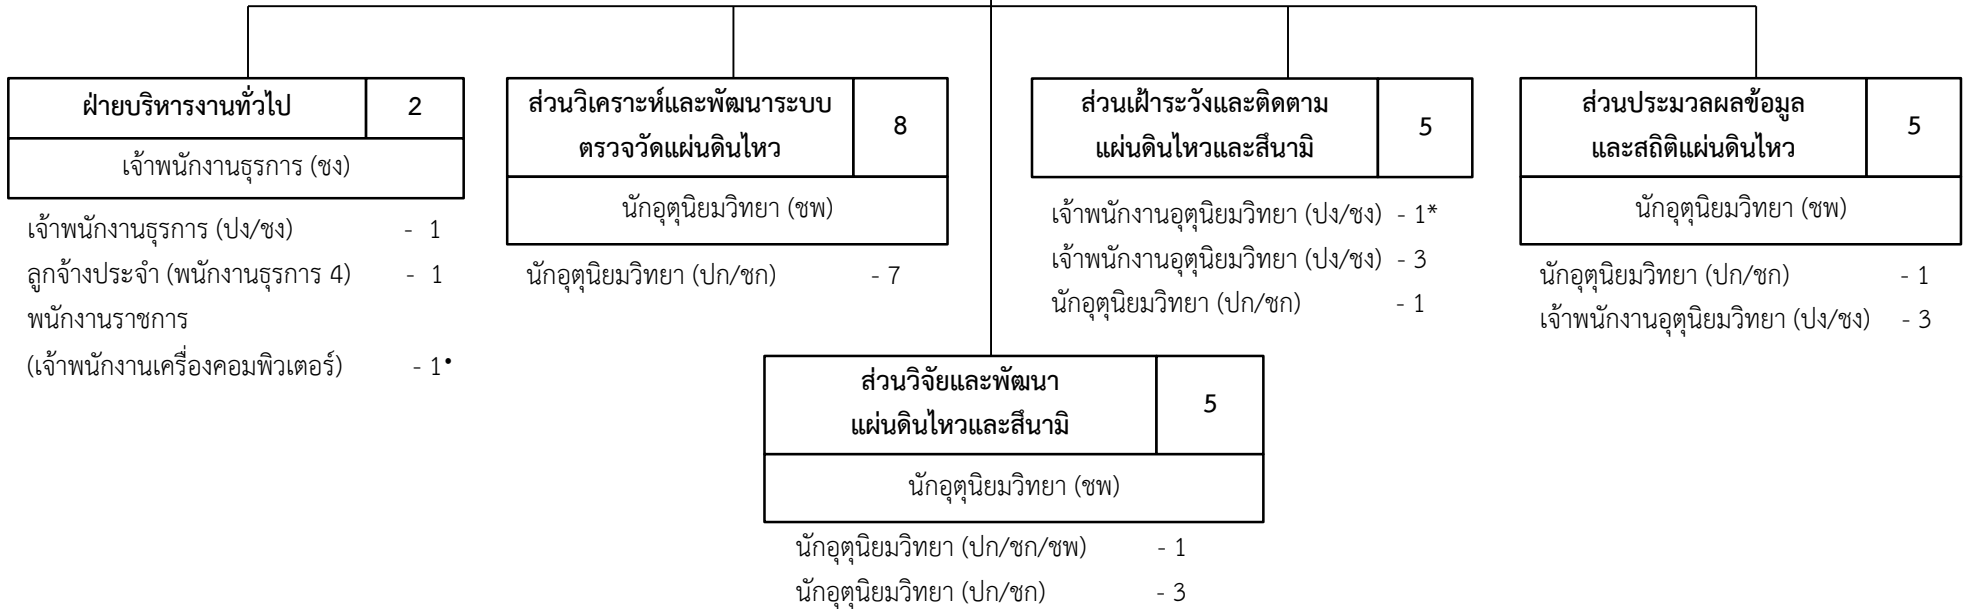 ฝ่ายบริหารงานทั่วไป 2
เจ้าพนักงานธุรการ (ชง)
เจ้าพนักงานธุรการ (ปง/ชง) - 1
ลูกจ้างประจำ (พนักงานธุรการ 4) - 1
พนักงานราชการ
(เจ้าพนักงานเครื่องคอมพิวเตอร์) - 1•
ส่วนวิเคราะห์และพัฒนาระบบ
ตรวจวัดแผ่นดินไหว 8
นักอุตุนิยมวิทยา (ชพ)
นักอุตุนิยมวิทยา (ปก/ชก) - 7
ส่วนเฝ้าระวังและติดตาม
แผ่นดินไหวและสึนามิ 5
เจ้าพนักงานอุตุนิยมวิทยา (ปง/ชง) - 1*
เจ้าพนักงานอุตุนิยมวิทยา (ปง/ชง) - 3
นักอุตุนิยมวิทยา (ปก/ชก) - 1
ส่วนประมวลผลข้อมูล
และสถิติแผ่นดินไหว 5
นักอุตุนิยมวิทยา (ชพ)
นักอุตุนิยมวิทยา (ปก/ชก) - 1
เจ้าพนักงานอุตุนิยมวิทยา (ปง/ชง) - 3
ส่วนวิจัยและพัฒนา
แผ่นดินไหวและสึนามิ 5
นักอุตุนิยมวิทยา (ชพ)
นักอุตุนิยมวิทยา (ปก/ชก/ชพ) - 1
นักอุตุนิยมวิทยา (ปก/ชก) - 3